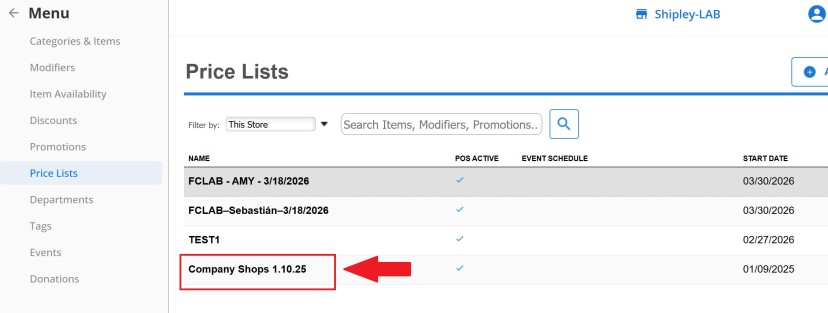 Menu
Shipley-LAB
Categories & Items
Modifiers
Item Availability
Discounts
Promotions
Price Lists
Departments
Tags
Events
Donations
Price Lists
A
Filter by: This Store Search Items, Modifiers, Promotions..
NAME POS ACTIVE EVENT SCHEDULE START DATE
FCLAB - AMY - 3/18/2026 03/30/2026
FCLAB–Sebastián–3/18/2026 03/30/2026
TEST1 02/27/2026
Company Shops 1.10.25 01/09/2025